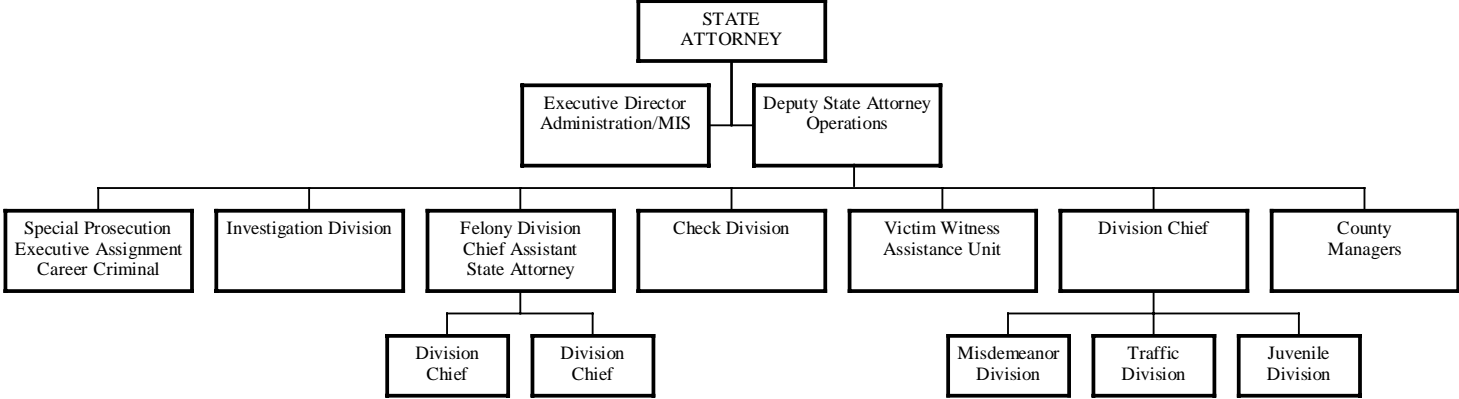 STATE
ATTORNEY
Executive Director
Administration/MIS
Deputy State Attorney
Operations
Special Prosecution
Executive Assignment
Career Criminal
Investigation Division
Felony Division
Chief Assistant
State Attorney
Check Division
Victim Witness
Assistance Unit
Division Chief
County
Managers
Division
Chief
Division
Chief
Misdemeanor
Division
Traffic
Division
Juvenile
Division